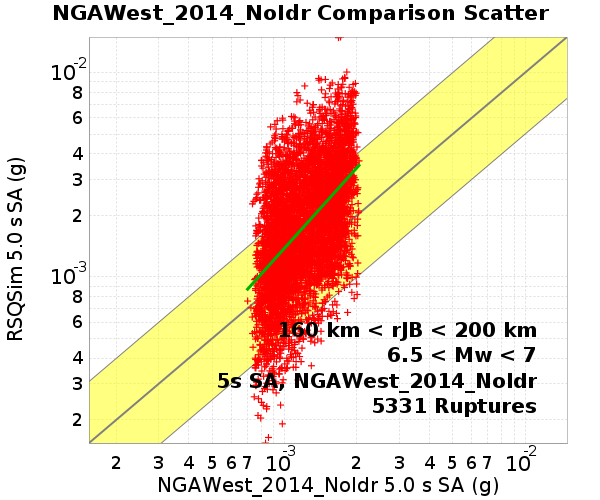 NGAWest_2014_NoIdr Comparison Scatter
RSQSim 5.0 s SA (g)
10-2
8
6
4
3
2
10-3
8
6
4
3
2
160 km < rJB < 200 km
6.5 < Mw < 7
5s SA, NGAWest_2014_NoIdr
5331 Ruptures
2 3 4 5 6 7 10-3 2 3 4 5 6 7 10-2
NGAWest_2014_NoIdr 5.0 s SA (g)